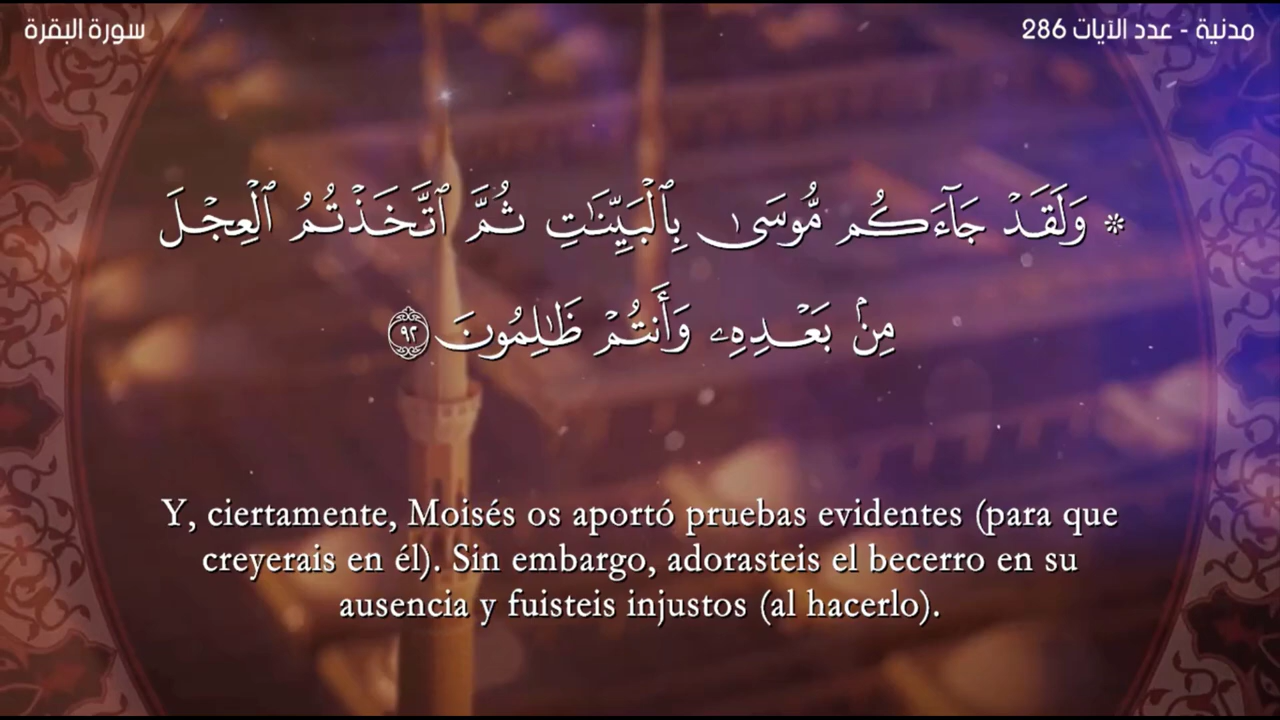 سورة البقرة
مدنية - عدد الآيات 286
* وَلَقَدْ جَآءَكُم مُّوسَىٰ بِٱلْبَيِّنَـٰتِ ثُمَّ ٱتَّخَذْتُمُ ٱلْعِجْلَ
مِنۢ بَعْدِهِۦ وَأَنتُمْ ظَـٰلِمُونَ ٩٢
Y, ciertamente, Moisés os aportó pruebas evidentes (para que
creyerais en él). Sin embargo, adorasteis el becerro en su
ausencia y fuisteis injustos (al hacerlo).